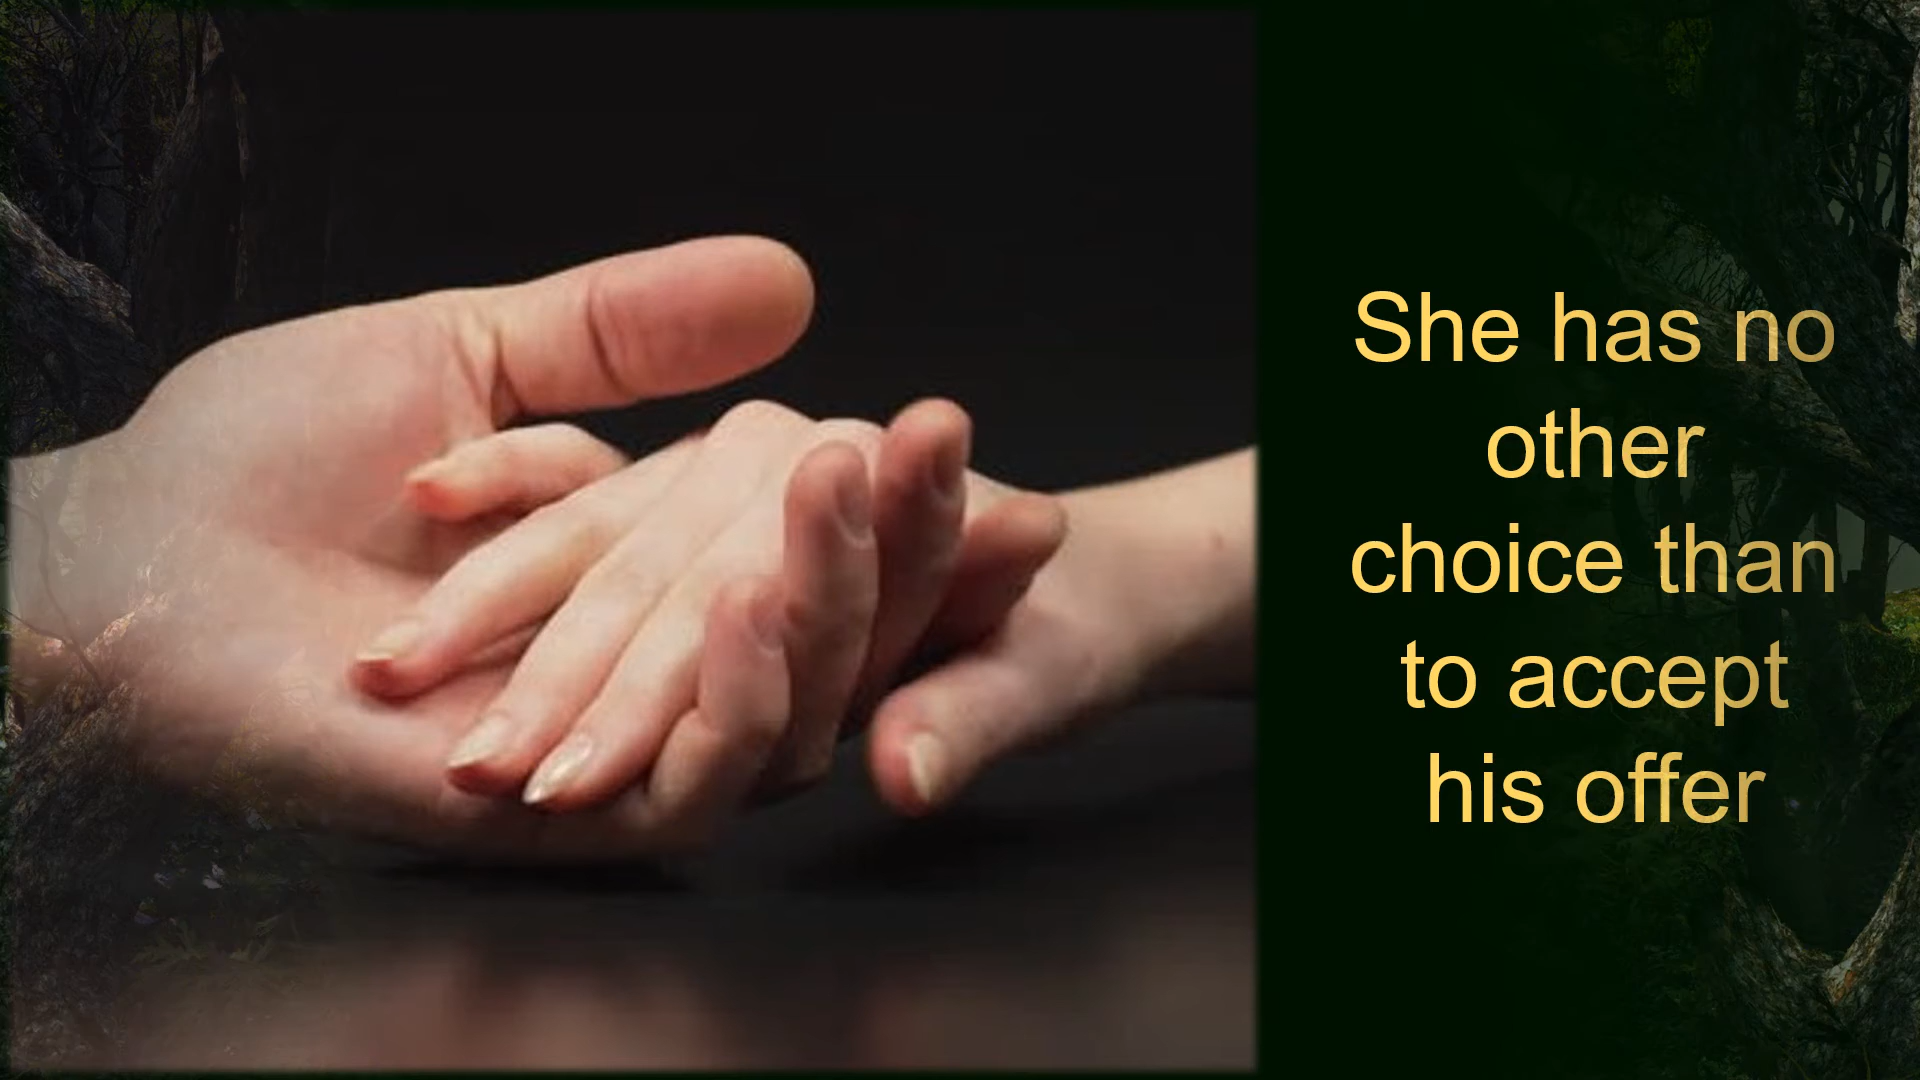 She has no
other
choice than
to accept
his offer